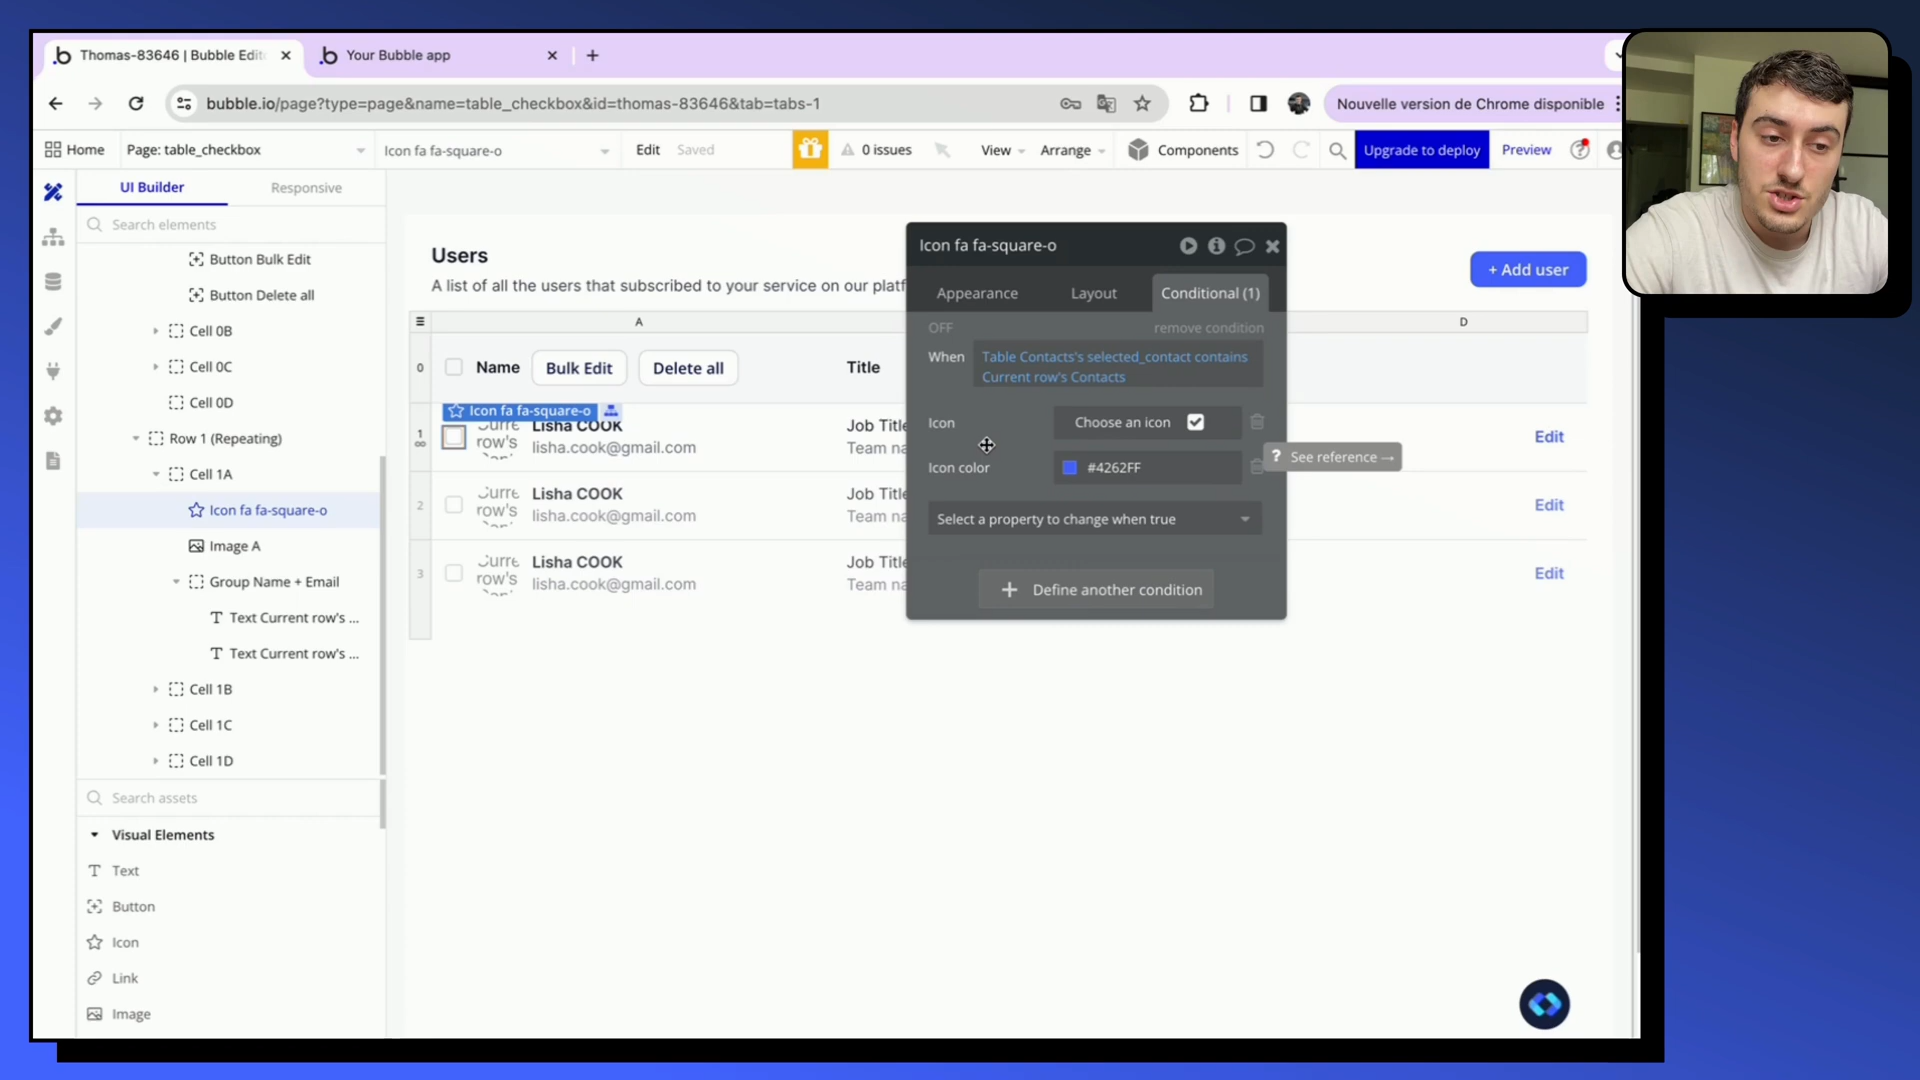 Thomas-83646 | Bubble Edit
Your Bubble app
bubble.io/page?type=page&name=table_checkbox&id=thomas-83646&tab=tabs-1
Nouvelle version de Chrome disponible
Home
Page: table_checkbox
Icon fa fa-square-o
Edit
Saved
0 issues
View
Arrange
Components
Upgrade to deploy
Preview
UI Builder
Responsive
Search elements
Button Bulk Edit
Button Delete all
Cell 0B
Cell 0C
Cell 0D
Row 1 (Repeating)
Cell 1A
Icon fa fa-square-o
Image A
Group Name + Email
Text Current row's ...
Text Current row's ...
Cell 1B
Cell 1C
Cell 1D
Search assets
Visual Elements
Text
Button
Icon
Link
Image
Users
A list of all the users that subscribed to your service on our platf
+ Add user
A
D
0
Name
Bulk Edit
Delete all
Title
Icon fa fa-square-o
1
row's
Lisha COOK
lisha.cook@gmail.com
Job Title
Team na
Edit
2
row's
Lisha COOK
lisha.cook@gmail.com
Job Title
Team na
Edit
3
row's
Lisha COOK
lisha.cook@gmail.com
Job Title
Team na
Edit
Icon fa fa-square-o
Appearance
Layout
Conditional (1)
OFF
remove condition
When
Table Contacts's selected_contact contains
Current row's Contacts
Icon
Choose an icon
Icon color
#4262FF
? See reference →
Select a property to change when true
+ Define another condition